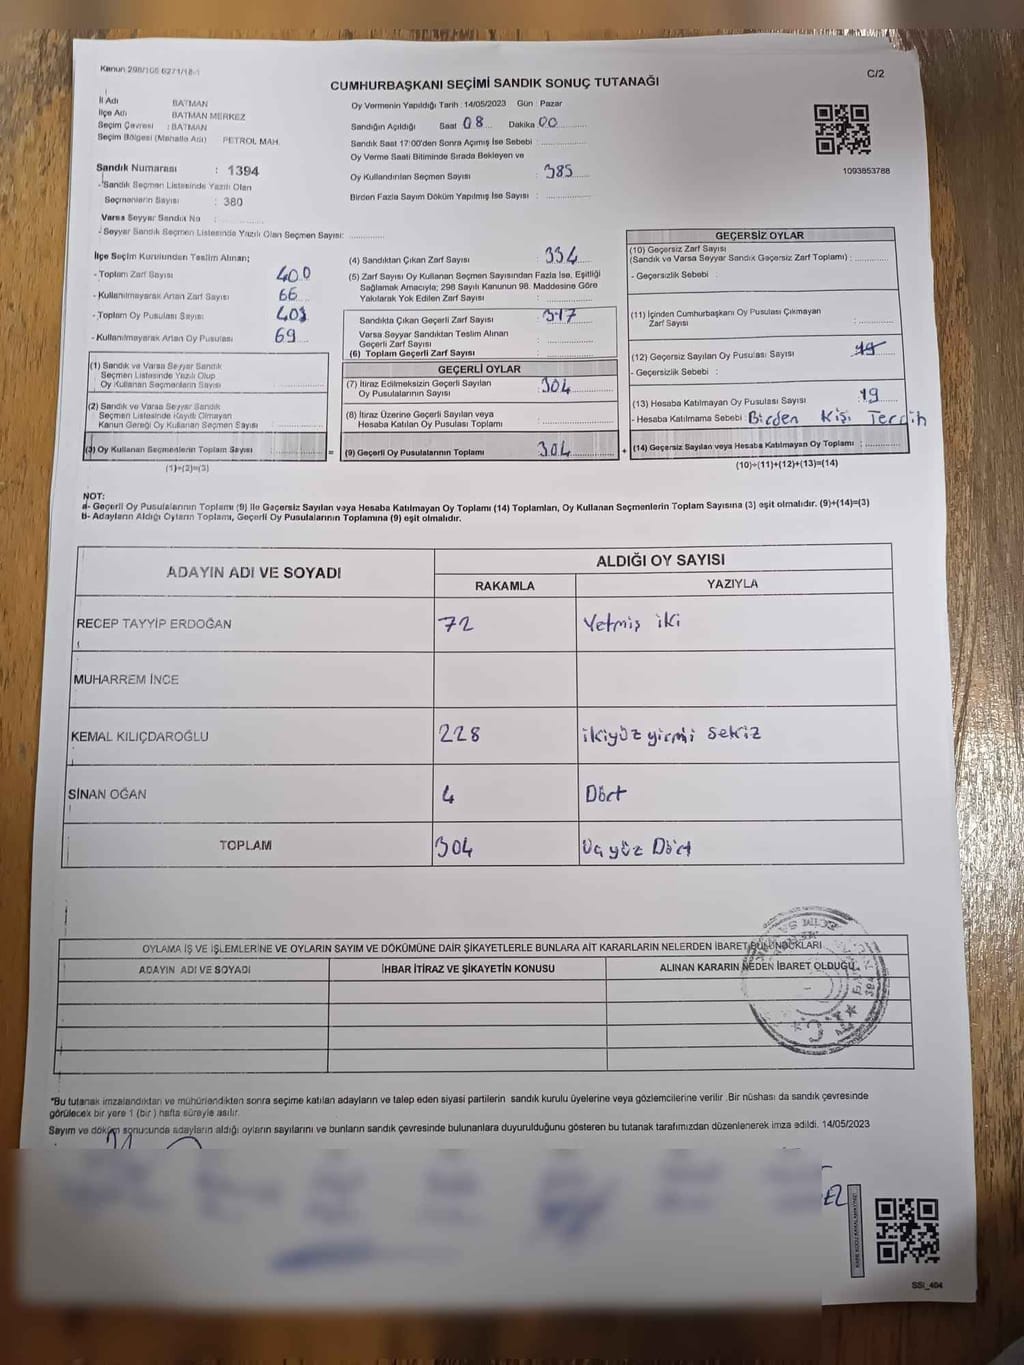 Kanun 298/105 6271/18-1
C/2
CUMHURBAŞKANI SEÇİMİ SANDIK SONUÇ TUTANAĞI
İl Adı BATMAN
İlçe Adı BATMAN MERKEZ
Seçim Çevresi : BATMAN
Seçim Bölgesi (Mahalle Adı) PETROL MAH.
Sandık Numarası : 1394
- Sandık Seçmen Listesinde Yazılı Olan
Seçmenlerin Sayısı : 380
Varsa Seyyar Sandık No :
- Seyyar Sandık Seçmen Listesinde Yazılı Olan Seçmen Sayısı:
Oy Vermenin Yapıldığı Tarih : 14/05/2023 Gün : Pazar
Sandığın Açıldığı Saat 08 Dakika 00
Sandık Saat 17:00'den Sonra Açımış İse Sebebi :
Oy Verme Saati Bitiminde Sırada Bekleyen ve
Oy Kullandırılan Seçmen Sayısı : 385
Birden Fazla Sayım Döküm Yapılmış İse Sayısı :
1093853788
İlçe Seçim Kurulundan Teslim Alınan;
- Toplam Zarf Sayısı 400
- Kullanılmayarak Artan Zarf Sayısı 66
- Toplam Oy Pusulası Sayısı 403
- Kullanılmayarak Artan Oy Pusulası 69
(1) Sandık ve Varsa Seyyar Sandık
Seçmen Listesinde Yazılı Olup
Oy Kullanan Seçmenlerin Sayısı :
(2) Sandık ve Varsa Seyyar Sandık
Seçmen Listesinde Kayıtlı Olmayan
Kanun Gereği Oy Kullanan Seçmen Sayısı :
(3) Oy Kullanan Seçmenlerin Toplam Sayısı =
(1)+(2)=(3)
(4) Sandıktan Çıkan Zarf Sayısı : 334
(5) Zarf Sayısı Oy Kullanan Seçmen Sayısından Fazla İse, Eşitliği
Sağlamak Amacıyla; 298 Sayılı Kanunun 98. Maddesine Göre
Yakılarak Yok Edilen Zarf Sayısı :
Sandıkta Çıkan Geçerli Zarf Sayısı : 317
Varsa Seyyar Sandıktan Teslim Alınan
Geçerli Zarf Sayısı :
(6) Toplam Geçerli Zarf Sayısı :
GEÇERLİ OYLAR
(7) İtiraz Edilmeksizin Geçerli Sayılan
Oy Pusulalarının Sayısı : 304
(8) İtiraz Üzerine Geçerli Sayılan veya
Hesaba Katılan Oy Pusulası Toplamı :
(9) Geçerli Oy Pusulalarının Toplamı : 304 +
GEÇERSİZ OYLAR
(10) Geçersiz Zarf Sayısı
(Sandık ve Varsa Seyyar Sandık Geçersiz Zarf Toplamı) :
- Geçersizlik Sebebi :
(11) İçinden Cumhurbaşkanı Oy Pusulası Çıkmayan
Zarf Sayısı :
(12) Geçersiz Sayılan Oy Pusulası Sayısı : 19
- Geçersizlik Sebebi :
(13) Hesaba Katılmayan Oy Pusulası Sayısı : 19
- Hesaba Katılmama Sebebi : Birden Kişi Tercih
(14) Geçersiz Sayılan veya Hesaba Katılmayan Oy Toplamı :
(10)+(11)+(12)+(13)=(14)
NOT:
a- Geçerli Oy Pusulalarının Toplamı (9) ile Geçersiz Sayılan veya Hesaba Katılmayan Oy Toplamı (14) Toplamları, Oy Kullanan Seçmenlerin Toplam Sayısına (3) eşit olmalıdır. (9)+(14)=(3)
b- Adayların Aldığı Oyların Toplamı, Geçerli Oy Pusulalarının Toplamına (9) eşit olmalıdır.
ADAYIN ADI VE SOYADI ALDIĞI OY SAYISI
RAKAMLA YAZIYLA
RECEP TAYYİP ERDOĞAN 72 Yetmiş iki
MUHARREM İNCE
KEMAL KILIÇDAROĞLU 228 ikiyüz yirmi sekiz
SİNAN OĞAN 4 Dört
TOPLAM 304 Üç yüz Dört
OYLAMA İŞ VE İŞLEMLERİNE VE OYLARIN SAYIM VE DÖKÜMÜNE DAİR ŞİKAYETLERLE BUNLARA AİT KARARLARIN NELERDEN İBARET BULUNDUKLARI
ADAYIN ADI VE SOYADI İHBAR İTİRAZ VE ŞİKAYETİN KONUSU ALINAN KARARIN NEDEN İBARET OLDUĞU
T.C.
*Bu tutanak imzalandıktan ve mühürlendikten sonra seçime katılan adayların ve talep eden siyasi partilerin sandık kurulu üyelerine veya gözlemcilerine verilir .Bir nüshası da sandık çevresinde
görülecek bir yere 1 (bir ) hafta süreyle asılır.
Sayım ve döküm sonucunda adayların aldığı oyların sayılarını ve bunların sandık çevresinde bulunanlara duyurulduğunu gösteren bu tutanak tarafımızdan düzenlenerek imza edildi. 14/05/2023
SSI_404